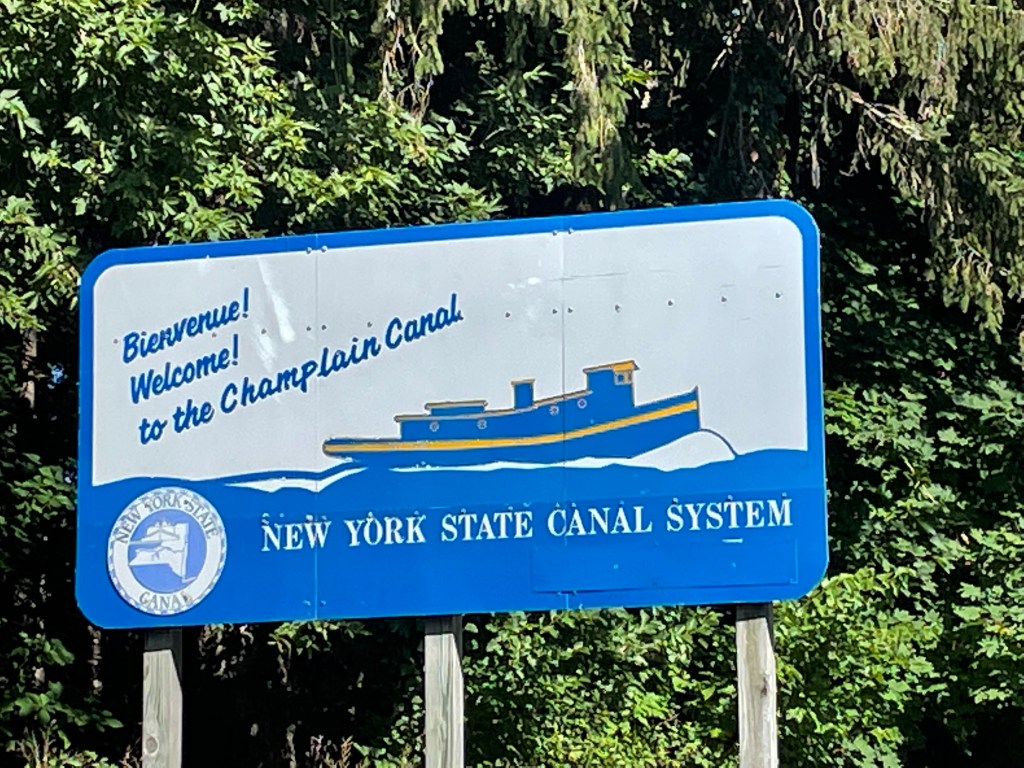 Bienvenue!
Welcome!
to the Champlain Canal
NEW YORK STATE CANAL SYSTEM
NEW YORK STATE
CANAL